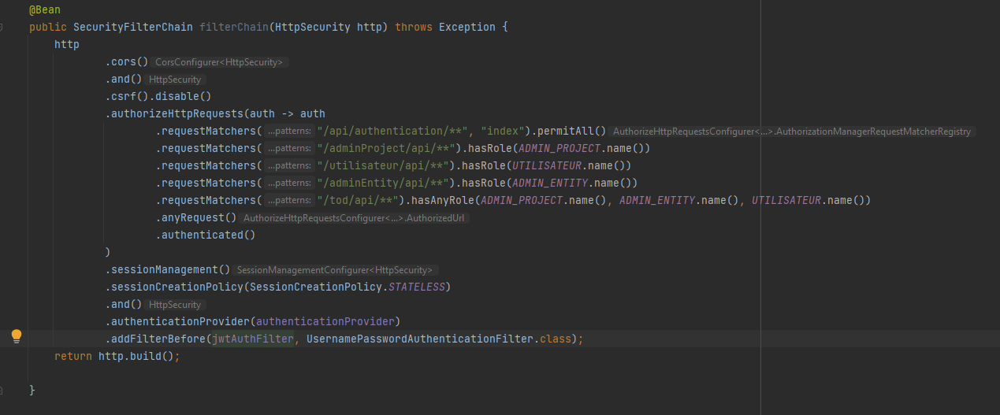 @Bean
public SecurityFilterChain filterChain(HttpSecurity http) throws Exception {
http
.cors() CorsConfigurer<HttpSecurity>
.and() HttpSecurity
.csrf().disable()
.authorizeHttpRequests(auth -> auth
.requestMatchers( ...patterns: "/api/authentication/**", "index").permitAll() AuthorizeHttpRequestsConfigurer<...>.AuthorizationManagerRequestMatcherRegistry
.requestMatchers( ...patterns: "/adminProject/api/**").hasRole(ADMIN_PROJECT.name())
.requestMatchers( ...patterns: "/utilisateur/api/**").hasRole(UTILISATEUR.name())
.requestMatchers( ...patterns: "/adminEntity/api/**").hasRole(ADMIN_ENTITY.name())
.requestMatchers( ...patterns: "/tod/api/**").hasAnyRole(ADMIN_PROJECT.name(), ADMIN_ENTITY.name(), UTILISATEUR.name())
.anyRequest() AuthorizeHttpRequestsConfigurer<...>.AuthorizedUrl
.authenticated()
)
.sessionManagement() SessionManagementConfigurer<HttpSecurity>
.sessionCreationPolicy(SessionCreationPolicy.STATELESS)
.and() HttpSecurity
.authenticationProvider(authenticationProvider)
.addFilterBefore(jwtAuthFilter, UsernamePasswordAuthenticationFilter.class);
return http.build();
}